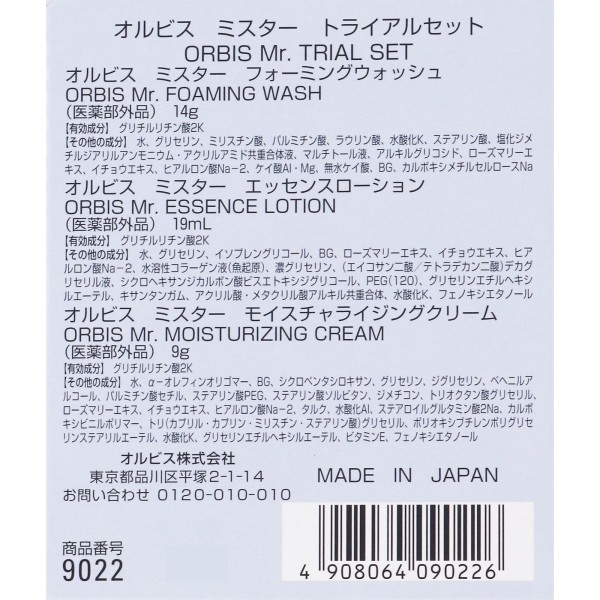 オルビス　ミスター　トライアルセット
ORBIS Mr. TRIAL SET
オルビス　ミスター　フォーミングウォッシュ
ORBIS Mr. FOAMING WASH
（医薬部外品）　14g
【有効成分】　グリチルリチン酸2K
【その他の成分】　水、グリセリン、ミリスチン酸、パルミチン酸、ラウリン酸、水酸化K、ステアリン酸、塩化ジメ
チルジアリルアンモニウム・アクリルアミド共重合体液、マルチトール液、アルキルグリコシド、ローズマリーエ
キス、イチョウエキス、ヒアルロン酸Na－2、ケイ酸Al・Mg、無水ケイ酸、BG、カルボキシメチルセルロースNa
オルビス　ミスター　エッセンスローション
ORBIS Mr. ESSENCE LOTION
（医薬部外品）　19mL
【有効成分】　グリチルリチン酸2K
【その他の成分】　水、グリセリン、イソプレングリコール、BG、ローズマリーエキス、イチョウエキス、ヒア
ルロン酸Na－2、水溶性コラーゲン液（魚起原）、濃グリセリン、（エイコサン二酸／テトラデカン二酸）デカグ
リセリル液、シクロヘキサンジカルボン酸ビスエトキシジグリコール、PEG（120）、グリセリンエチルヘキシ
ルエーテル、キサンタンガム、アクリル酸・メタクリル酸アルキル共重合体、水酸化K、フェノキシエタノール
オルビス　ミスター　モイスチャライジングクリーム
ORBIS Mr. MOISTURIZING CREAM
（医薬部外品）　9g
【有効成分】　グリチルリチン酸2K
【その他の成分】　水、α－オレフィンオリゴマー、BG、シクロペンタシロキサン、グリセリン、ジグリセリン、ベヘニルア
ルコール、パルミチン酸セチル、ステアリン酸PEG、ステアリン酸ソルビタン、ジメチコン、トリオクタン酸グリセリル、
ローズマリーエキス、イチョウエキス、ヒアルロン酸Na－2、タルク、水酸化Al、ステアロイルグルタミン酸2Na、カルボ
キシビニルポリマー、トリ（カプリル・カプリン・ミリスチン・ステアリン酸）グリセリル、ポリオキシブチレンポリグリセ
リンステアリルエーテル、水酸化K、グリセリンエチルヘキシルエーテル、ビタミンE、フェノキシエタノール
オルビス株式会社
東京都品川区平塚2-1-14
お問い合わせ 0120-010-010
MADE IN JAPAN
商品番号
9022
4 908064 090226